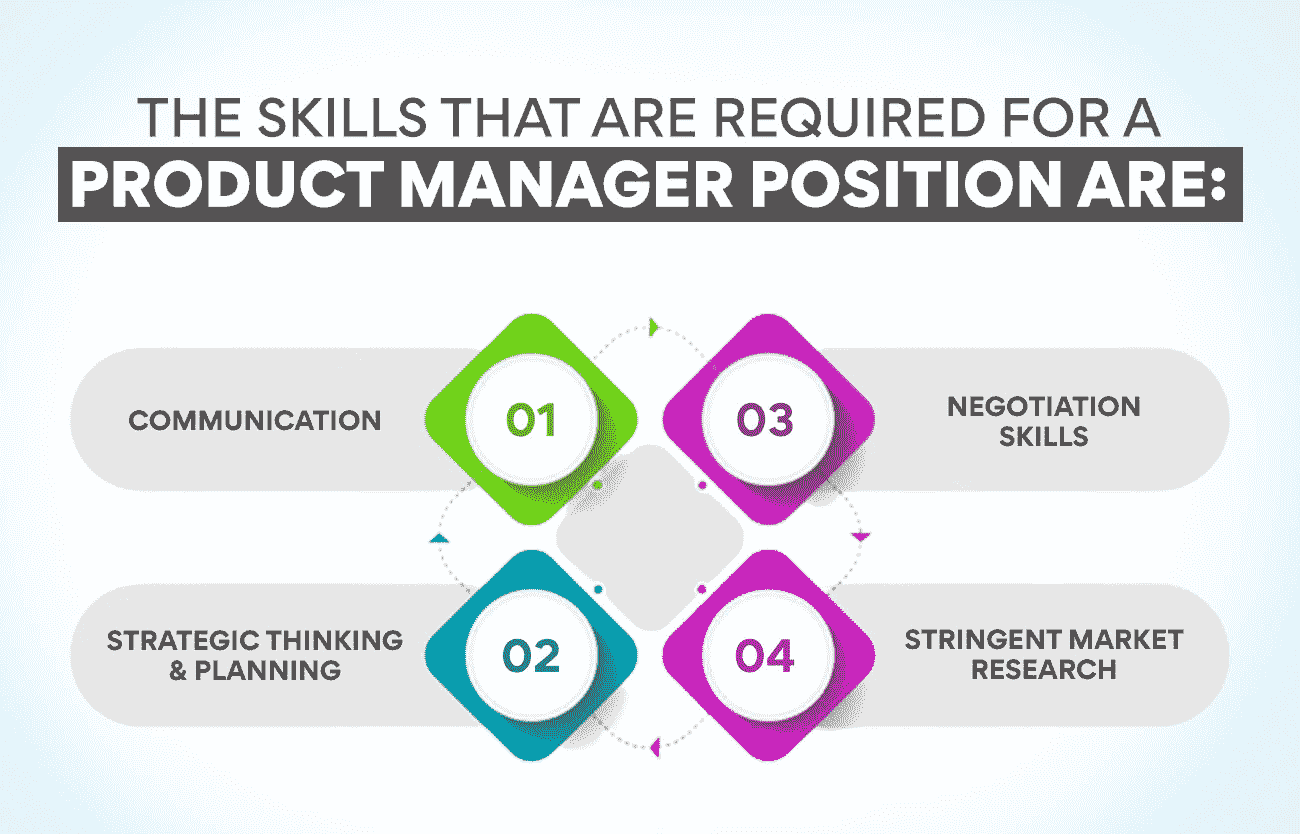 THE SKILLS THAT ARE REQUIRED FOR A
PRODUCT MANAGER POSITION ARE:
COMMUNICATION
01
STRATEGIC THINKING
& PLANNING
02
03
NEGOTIATION
SKILLS
04
STRINGENT MARKET
RESEARCH